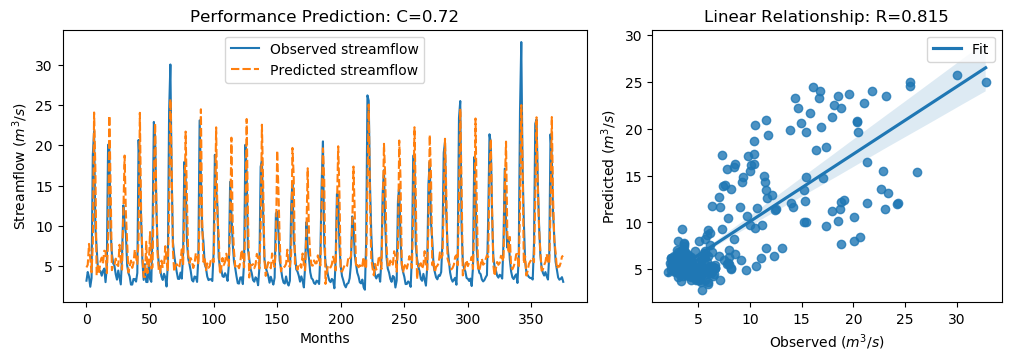 Performance Prediction: C=0.72
Streamflow (m³/s)
30
25
20
15
10
5
Observed streamflow
Predicted streamflow
0 50 100 150 200 250 300 350
Months
Linear Relationship: R=0.815
Predicted (m³/s)
30
25
20
15
10
5
Fit
5 10 15 20 25 30
Observed (m³/s)